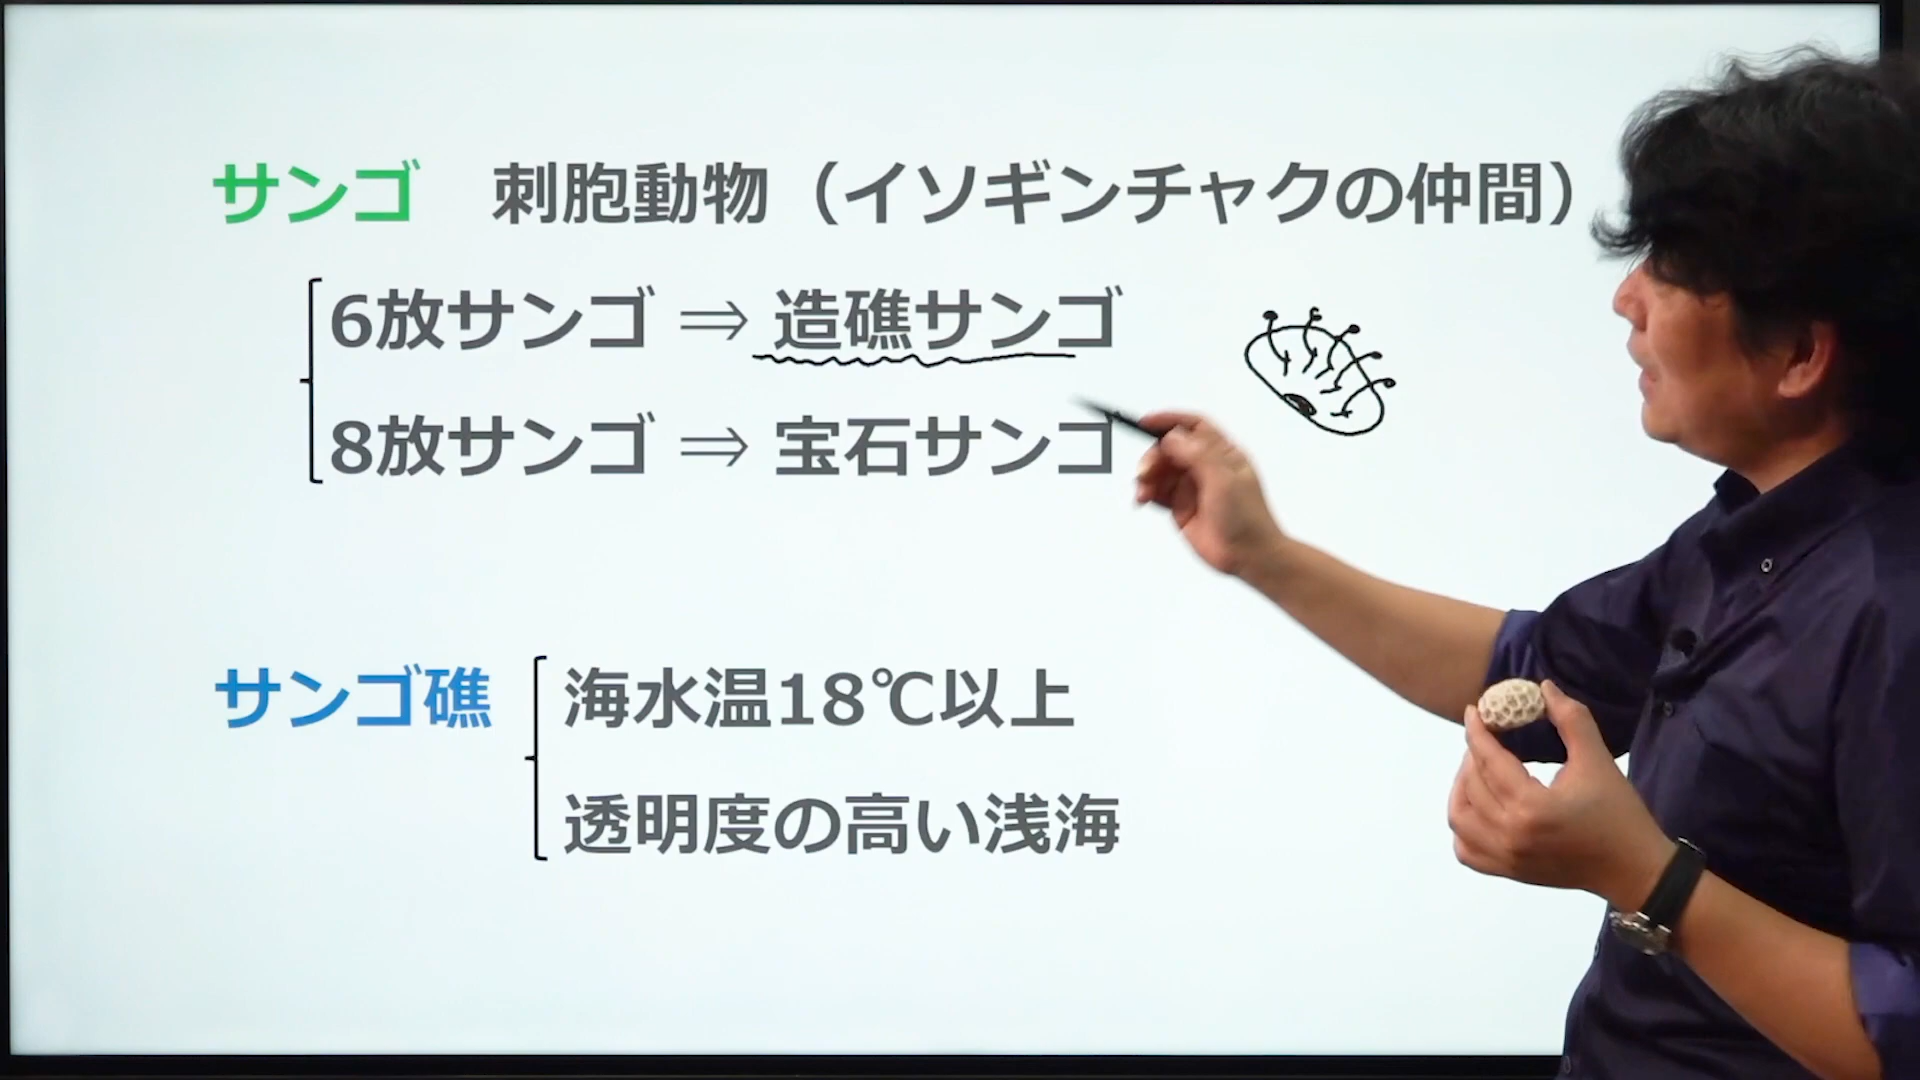 サンゴ 刺胞動物（イソギンチャクの仲間）
6放サンゴ ⇒ 造礁サンゴ
8放サンゴ ⇒ 宝石サンゴ
サンゴ礁
海水温18℃以上
透明度の高い浅海